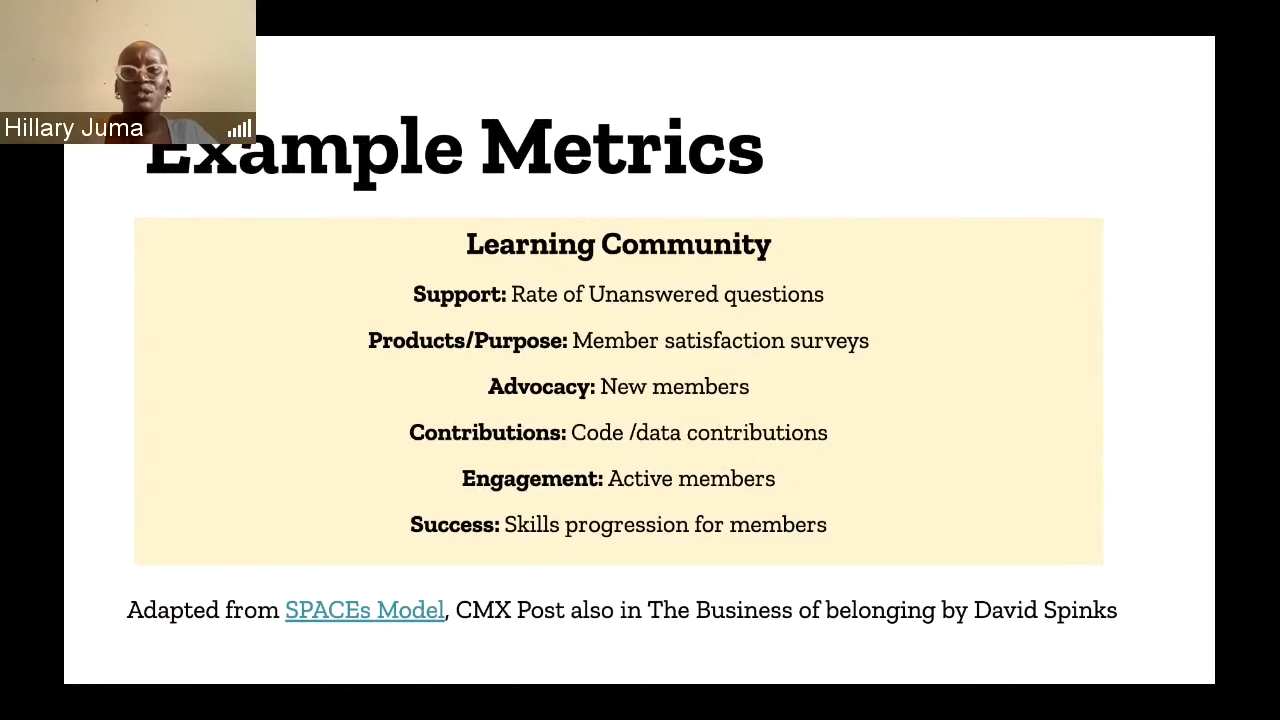 Hillary Juma
Example Metrics
Learning Community
Support: Rate of Unanswered questions
Products/Purpose: Member satisfaction surveys
Advocacy: New members
Contributions: Code /data contributions
Engagement: Active members
Success: Skills progression for members
Adapted from SPACEs Model, CMX Post also in The Business of belonging by David Spinks